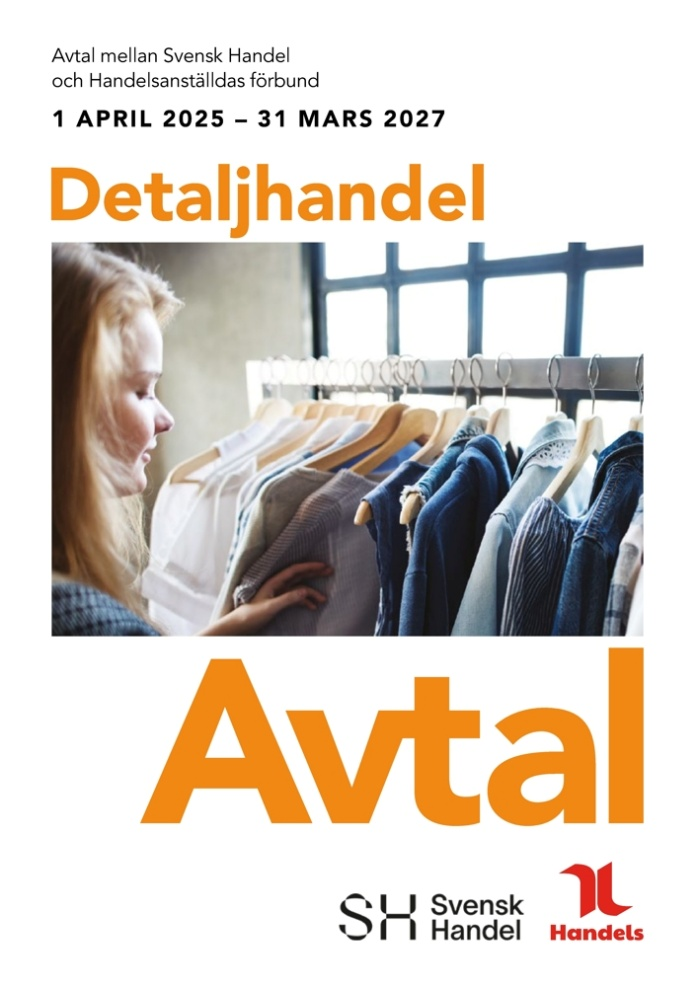 Avtal mellan Svensk Handel
och Handelsanställdas förbund
1 APRIL 2025 – 31 MARS 2027
Detaljhandel
Avtal
SH Svensk
Handel
Handels